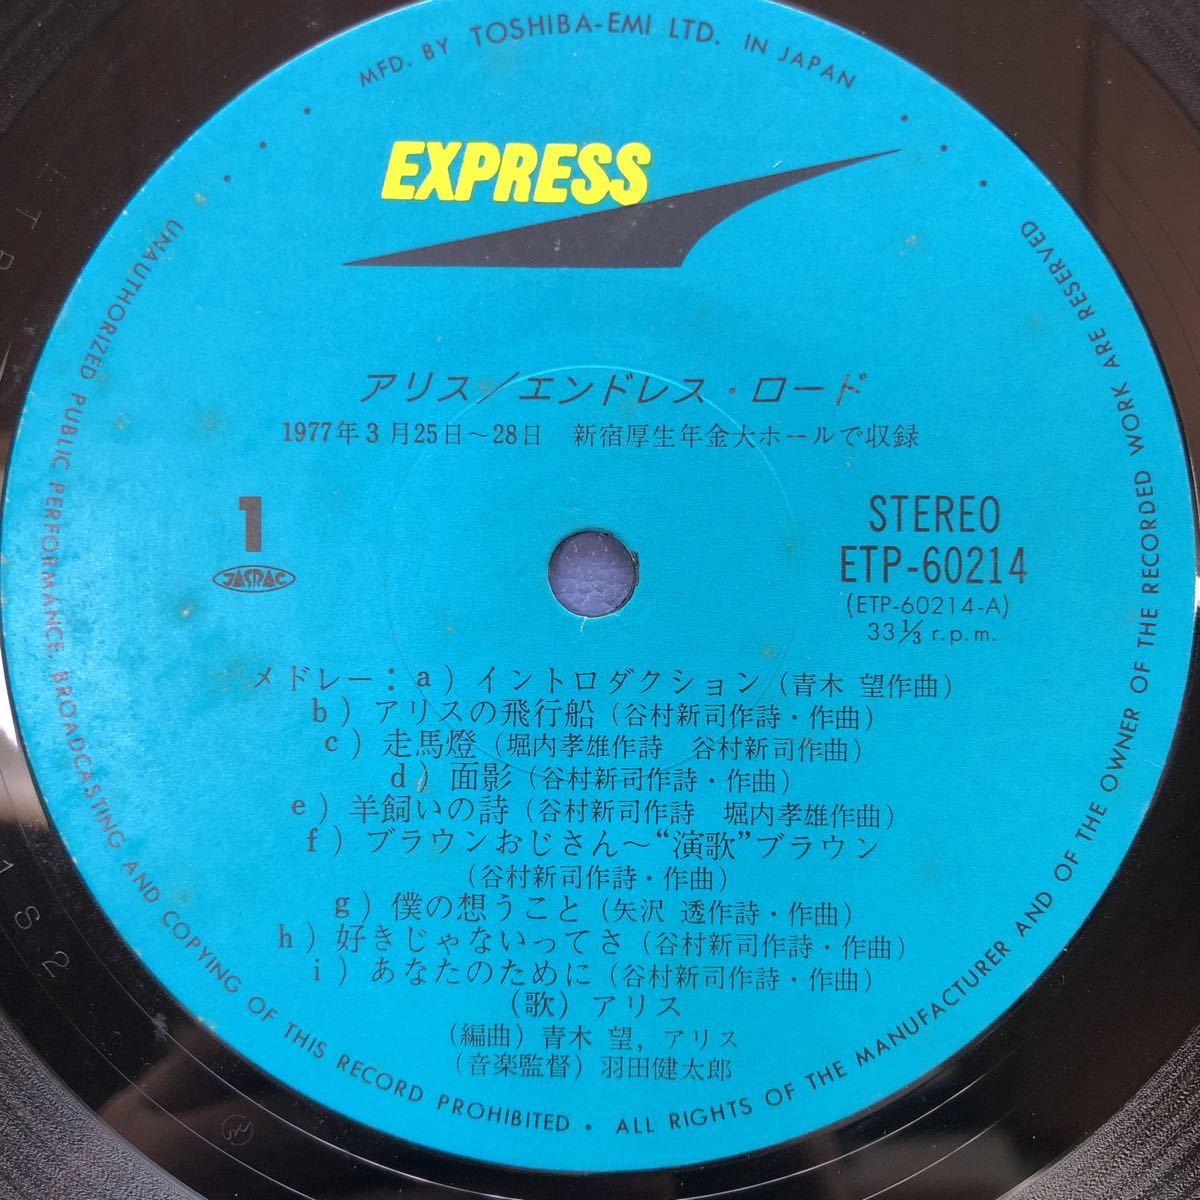 MFD. BY TOSHIBA-EMI LTD. IN JAPAN
EXPRESS
アリス/エンドレス・ロード
1977年3月25日〜28日 新宿厚生年金大ホールで収録
1
JASRAC
STEREO
ETP-60214
(ETP-60214-A)
33⅓ r.p.m.
メドレー：a）イントロダクション（青木 望作曲）
b）アリスの飛行船（谷村新司作詩・作曲）
c）走馬燈（堀内孝雄作詩 谷村新司作曲）
d）面影（谷村新司作詩・作曲）
e）羊飼いの詩（谷村新司作詩 堀内孝雄作曲）
f）ブラウンおじさん〜“演歌”ブラウン
（谷村新司作詩・作曲）
g）僕の想うこと（矢沢 透作詩・作曲）
h）好きじゃないってさ（谷村新司作詩・作曲）
i）あなたのために（谷村新司作詩・作曲）
（歌）アリス
（編曲）青木 望, アリス
（音楽監督）羽田健太郎
UNAUTHORIZED PUBLIC PERFORMANCE, BROADCASTING AND COPYING OF THIS RECORD PROHIBITED • ALL RIGHTS OF THE MANUFACTURER AND OF THE OWNER OF THE RECORDED WORK ARE RESERVED
1S2